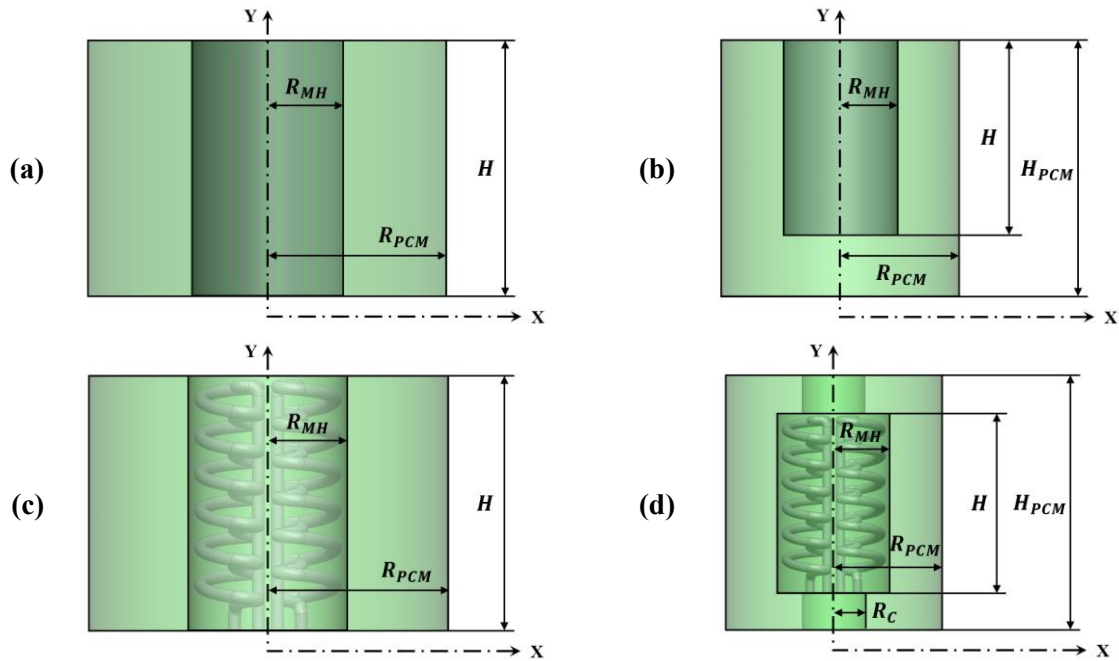 (a)
Y
R_MH
H
R_PCM
X
(b)
Y
R_MH
H
H_PCM
R_PCM
X
(c)
Y
R_MH
H
R_PCM
X
(d)
Y
R_MH
H
H_PCM
R_PCM
R_C
X